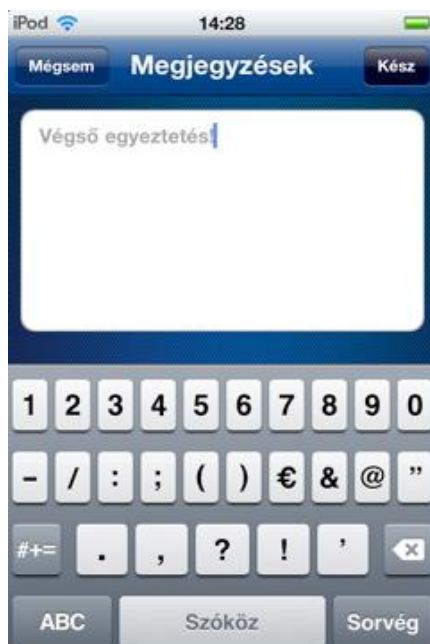 iPod 14:28
Mégsem Megjegyzések Kész
Végső egyeztetés!
1 2 3 4 5 6 7 8 9 0
- / : ; ( ) € & @ "
#+= . , ? ! ’
ABC Szóköz Sorvég